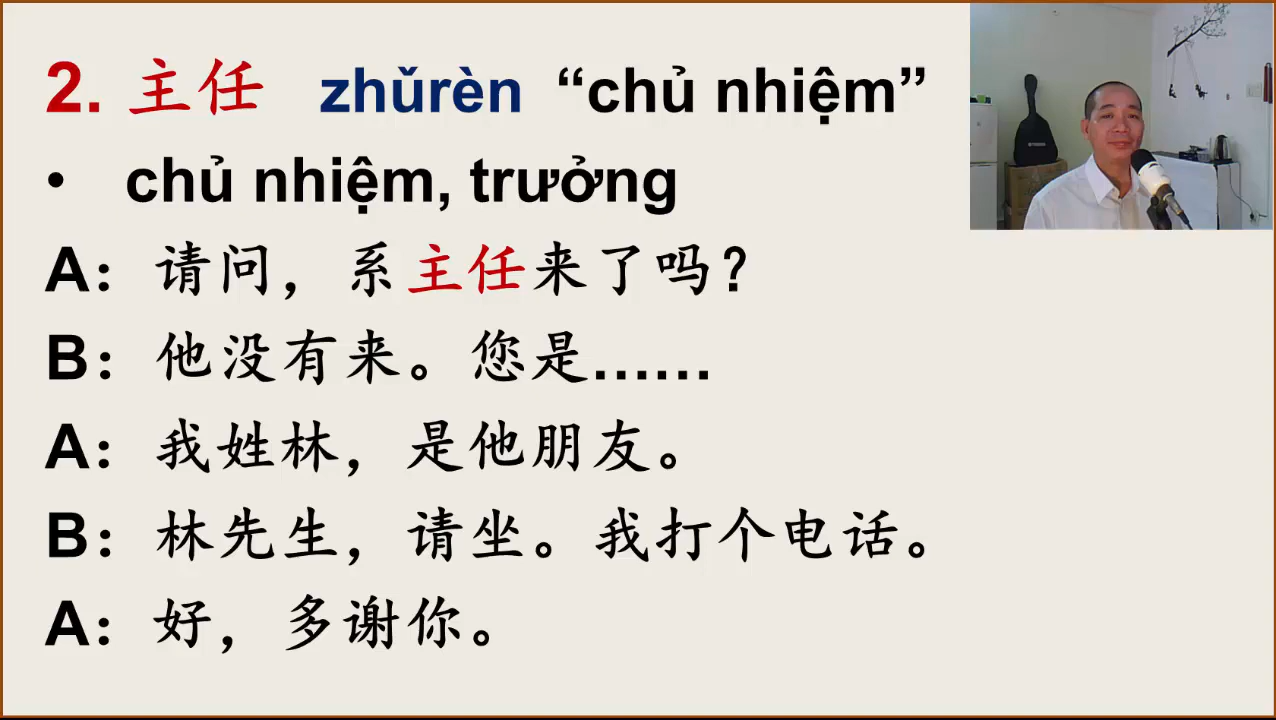 2. 主任 zhǔrèn “chủ nhiệm”
• chủ nhiệm, trưởng
A：请问，系主任来了吗？
B：他没有来。您是……
A：我姓林，是他朋友。
B：林先生，请坐。我打个电话。
A：好，多谢你。